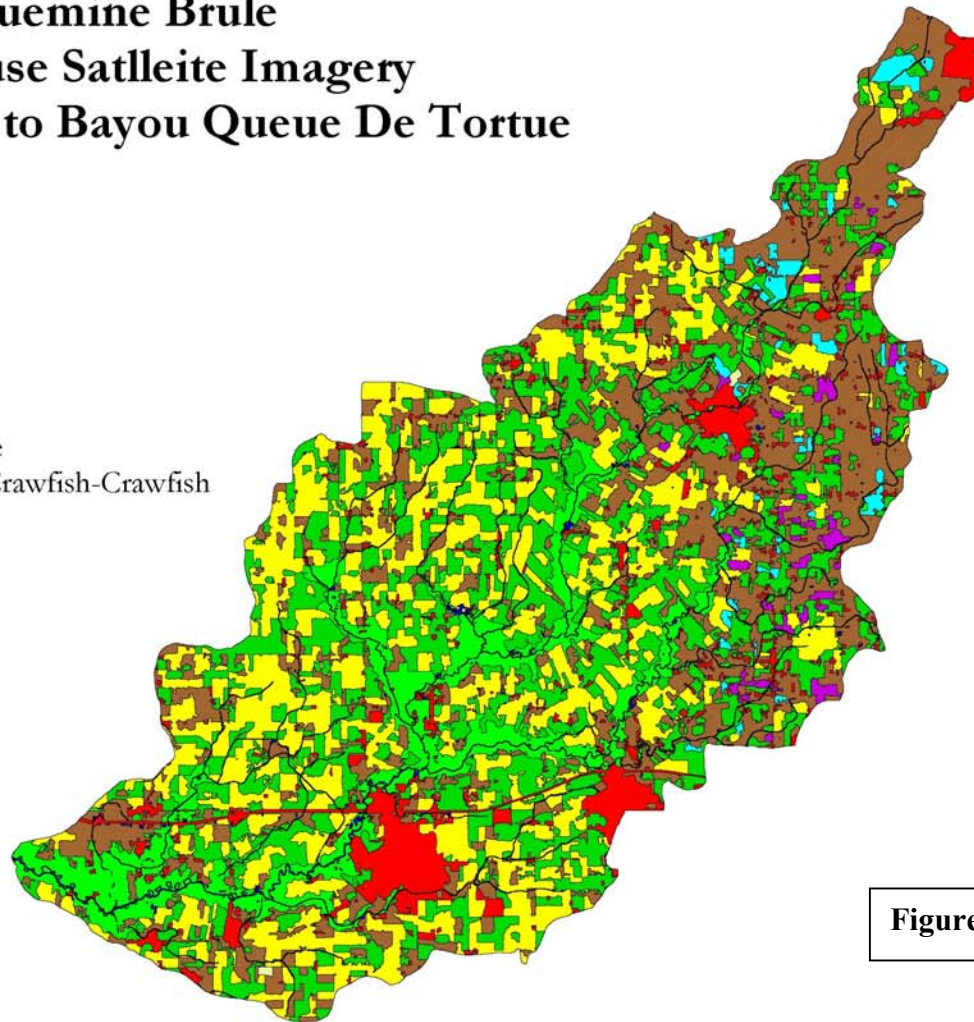 uemine Brule
use Satlleite Imagery
to Bayou Queue De Tortue
Crawfish-Crawfish
Figure